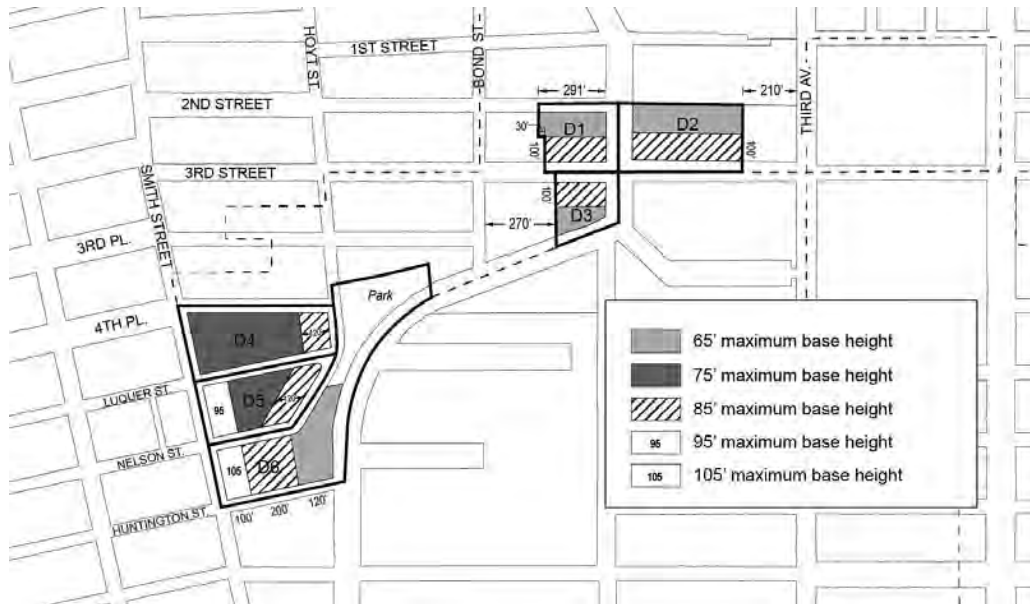 HOYT ST.
BOND ST.
1ST STREET
THIRD AV.
291'
210'
2ND STREET
30'
D1
D2
100'
100'
3RD STREET
SMITH STREET
100'
D3
270'
3RD PL.
Park
4TH PL.
D4
120'
65' maximum base height
75' maximum base height
LUQUER ST.
95
D5
85' maximum base height
95 95' maximum base height
NELSON ST.
105
D6
105 105' maximum base height
HUNTINGTON ST.
100'
200'
120'